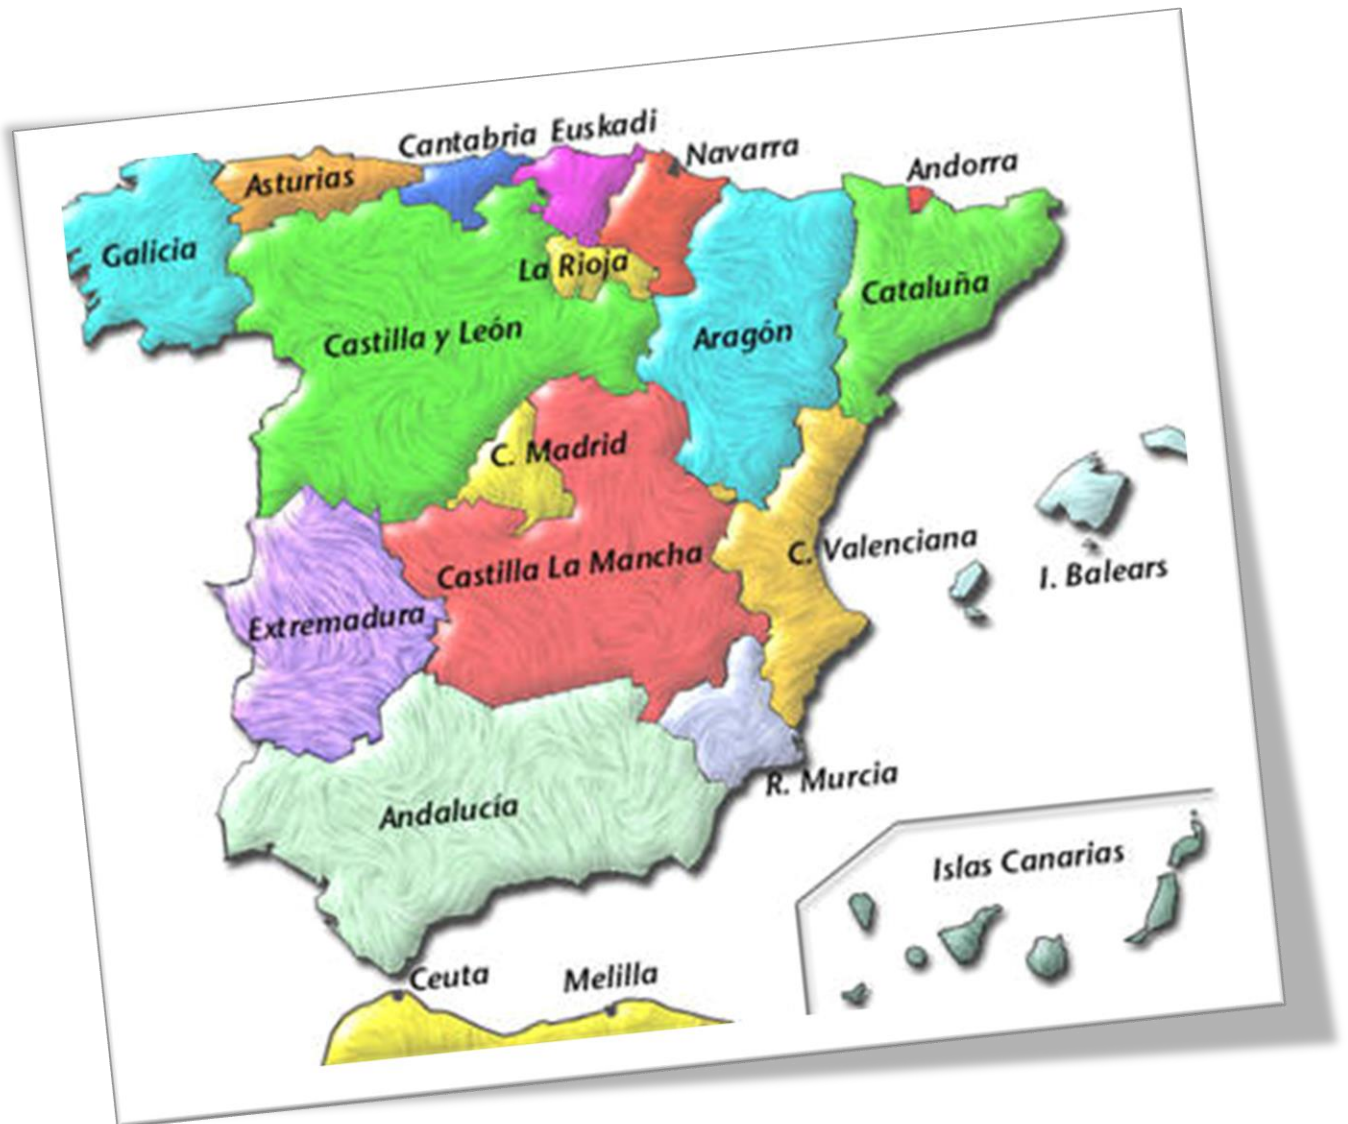 Cantabria
Euskadi
Navarra
Andorra
Asturias
Galicia
La Rioja
Cataluña
Castilla y León
Aragón
C. Madrid
C. Valenciana
Castilla La Mancha
I. Balears
Extremadura
R. Murcia
Andalucía
Islas Canarias
Ceuta
Melilla